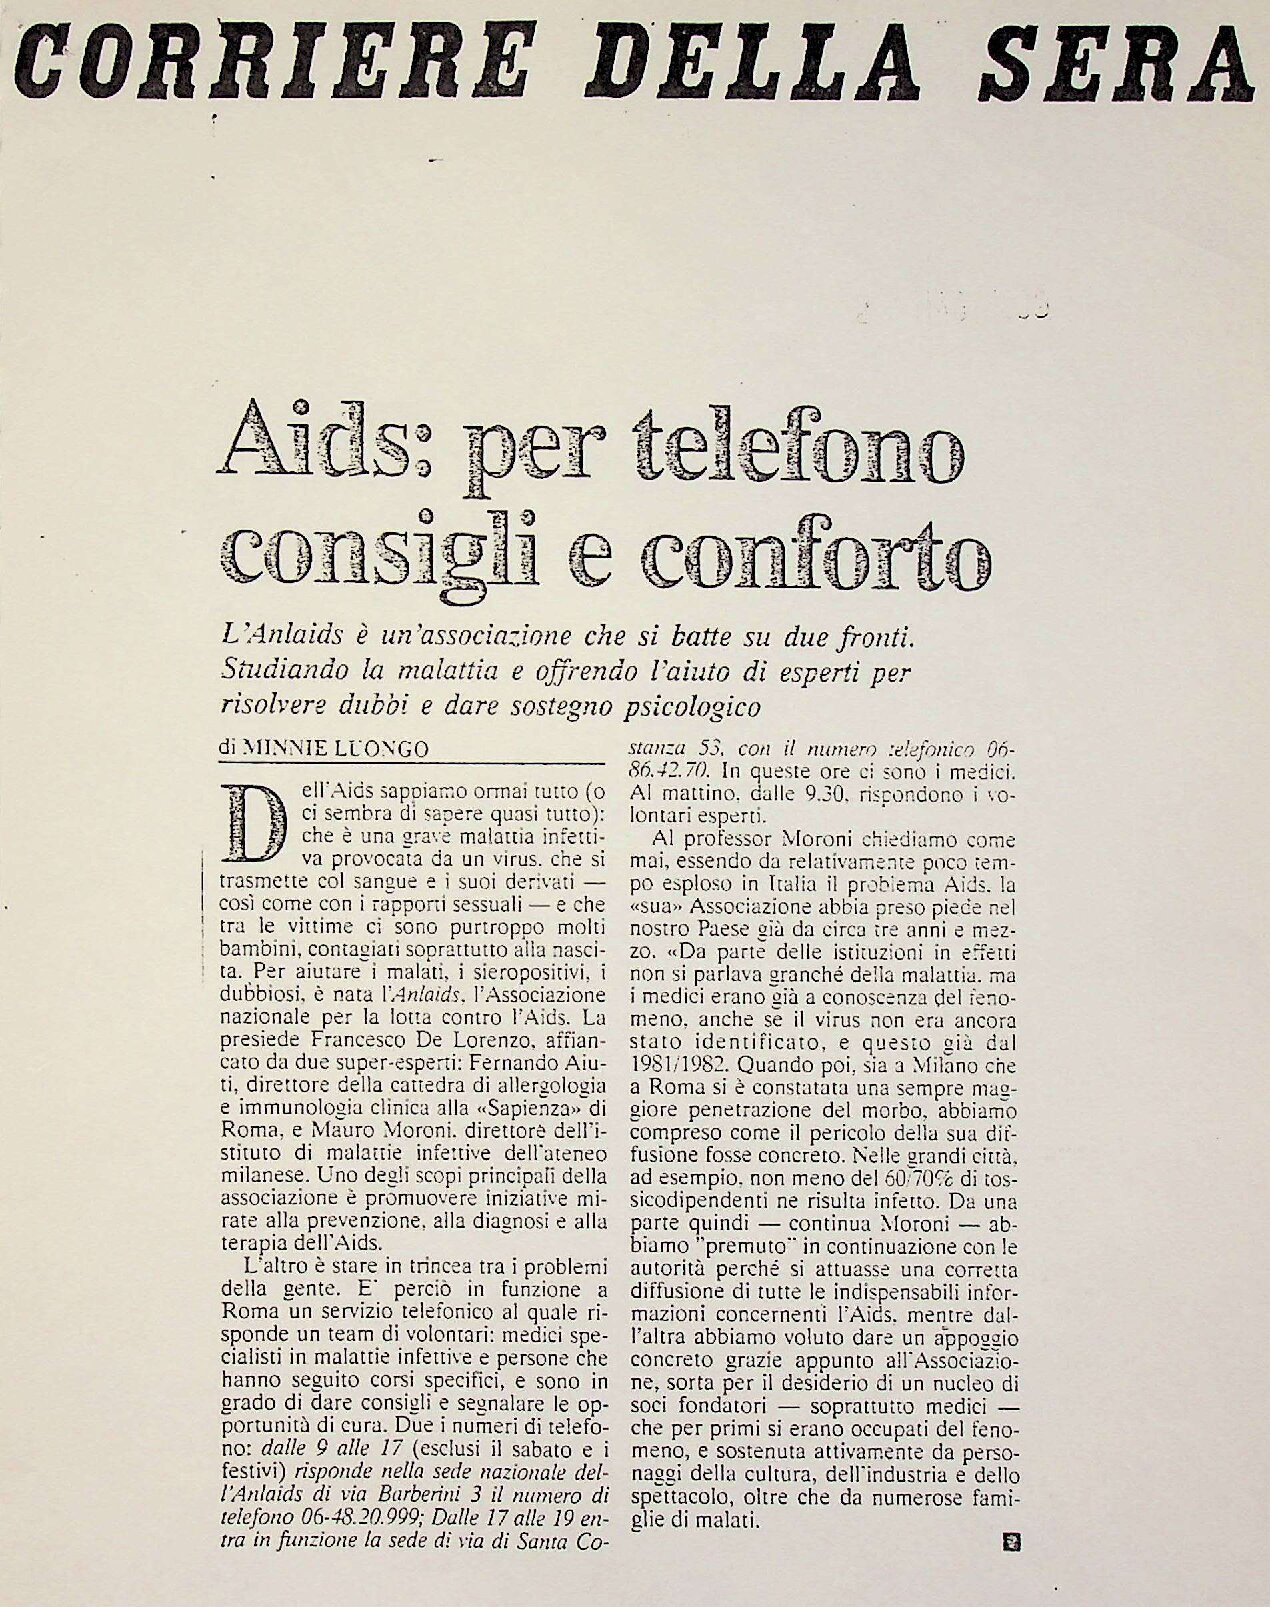 CORRIERE DELLA SERA
Aids: per telefono
consigli e conforto
L'Anlaids è un'associazione che si batte su due fronti.
Studiando la malattia e offrendo l'aiuto di esperti per
risolvere dubbi e dare sostegno psicologico
di MINNIE LUONGO
Dell'Aids sappiamo ormai tutto (o
ci sembra di sapere quasi tutto):
che è una grave malattia infetti-
va provocata da un virus, che si
trasmette col sangue e i suoi derivati —
così come con i rapporti sessuali — e che
tra le vittime ci sono purtroppo molti
bambini, contagiati soprattutto alla nasci-
ta. Per aiutare i malati, i sieropositivi, i
dubbiosi, è nata l'Anlaids, l'Associazione
nazionale per la lotta contro l'Aids. La
presiede Francesco De Lorenzo, affian-
cato da due super-esperti: Fernando Aiu-
ti, direttore della cattedra di allergologia
e immunologia clinica alla «Sapienza» di
Roma, e Mauro Moroni, direttore dell'i-
stituto di malattie infettive dell'ateneo
milanese. Uno degli scopi principali della
associazione è promuovere iniziative mi-
rate alla prevenzione, alla diagnosi e alla
terapia dell'Aids.
L'altro è stare in trincea tra i problemi
della gente. E' perciò in funzione a
Roma un servizio telefonico al quale ri-
sponde un team di volontari: medici spe-
cialisti in malattie infettive e persone che
hanno seguito corsi specifici, e sono in
grado di dare consigli e segnalare le op-
portunità di cura. Due i numeri di telefo-
no: dalle 9 alle 17 (esclusi il sabato e i
festivi) risponde nella sede nazionale del-
l'Anlaids di via Barberini 3 il numero di
telefono 06-48.20.999; Dalle 17 alle 19 en-
tra in funzione la sede di via di Santa Co-
stanza 53, con il numero telefonico 06-
86.42.70. In queste ore ci sono i medici.
Al mattino, dalle 9.30, rispondono i vo-
lontari esperti.
Al professor Moroni chiediamo come
mai, essendo da relativamente poco tem-
po esploso in Italia il problema Aids, la
«sua» Associazione abbia preso piede nel
nostro Paese già da circa tre anni e mez-
zo. «Da parte delle istituzioni in effetti
non si parlava granché della malattia, ma
i medici erano già a conoscenza del feno-
meno, anche se il virus non era ancora
stato identificato, e questo già dal
1981/1982. Quando poi, sia a Milano che
a Roma si è constatata una sempre mag-
giore penetrazione del morbo, abbiamo
compreso come il pericolo della sua dif-
fusione fosse concreto. Nelle grandi città,
ad esempio, non meno del 60/70% di tos-
sicodipendenti ne risulta infetto. Da una
parte quindi — continua Moroni — ab-
biamo "premuto" in continuazione con le
autorità perché si attuasse una corretta
diffusione di tutte le indispensabili infor-
mazioni concernenti l'Aids, mentre dal-
l'altra abbiamo voluto dare un appoggio
concreto grazie appunto all'Associazio-
ne, sorta per il desiderio di un nucleo di
soci fondatori — soprattutto medici —
che per primi si erano occupati del feno-
meno, e sostenuta attivamente da perso-
naggi della cultura, dell'industria e dello
spettacolo, oltre che da numerose fami-
glie di malati.